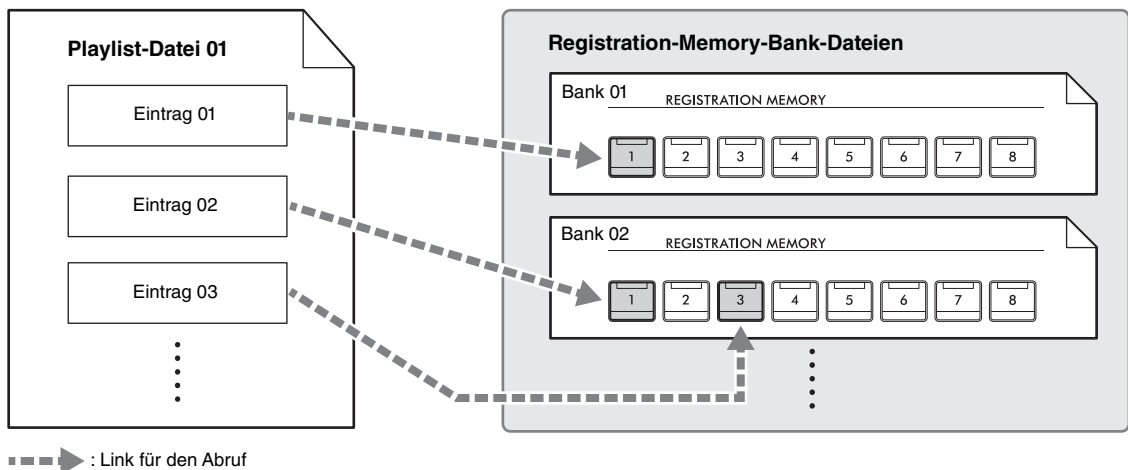 Playlist-Datei 01
Eintrag 01
Eintrag 02
Eintrag 03
Registration-Memory-Bank-Dateien
Bank 01
REGISTRATION MEMORY
1 2 3 4 5 6 7 8
Bank 02
REGISTRATION MEMORY
1 2 3 4 5 6 7 8
: Link für den Abruf